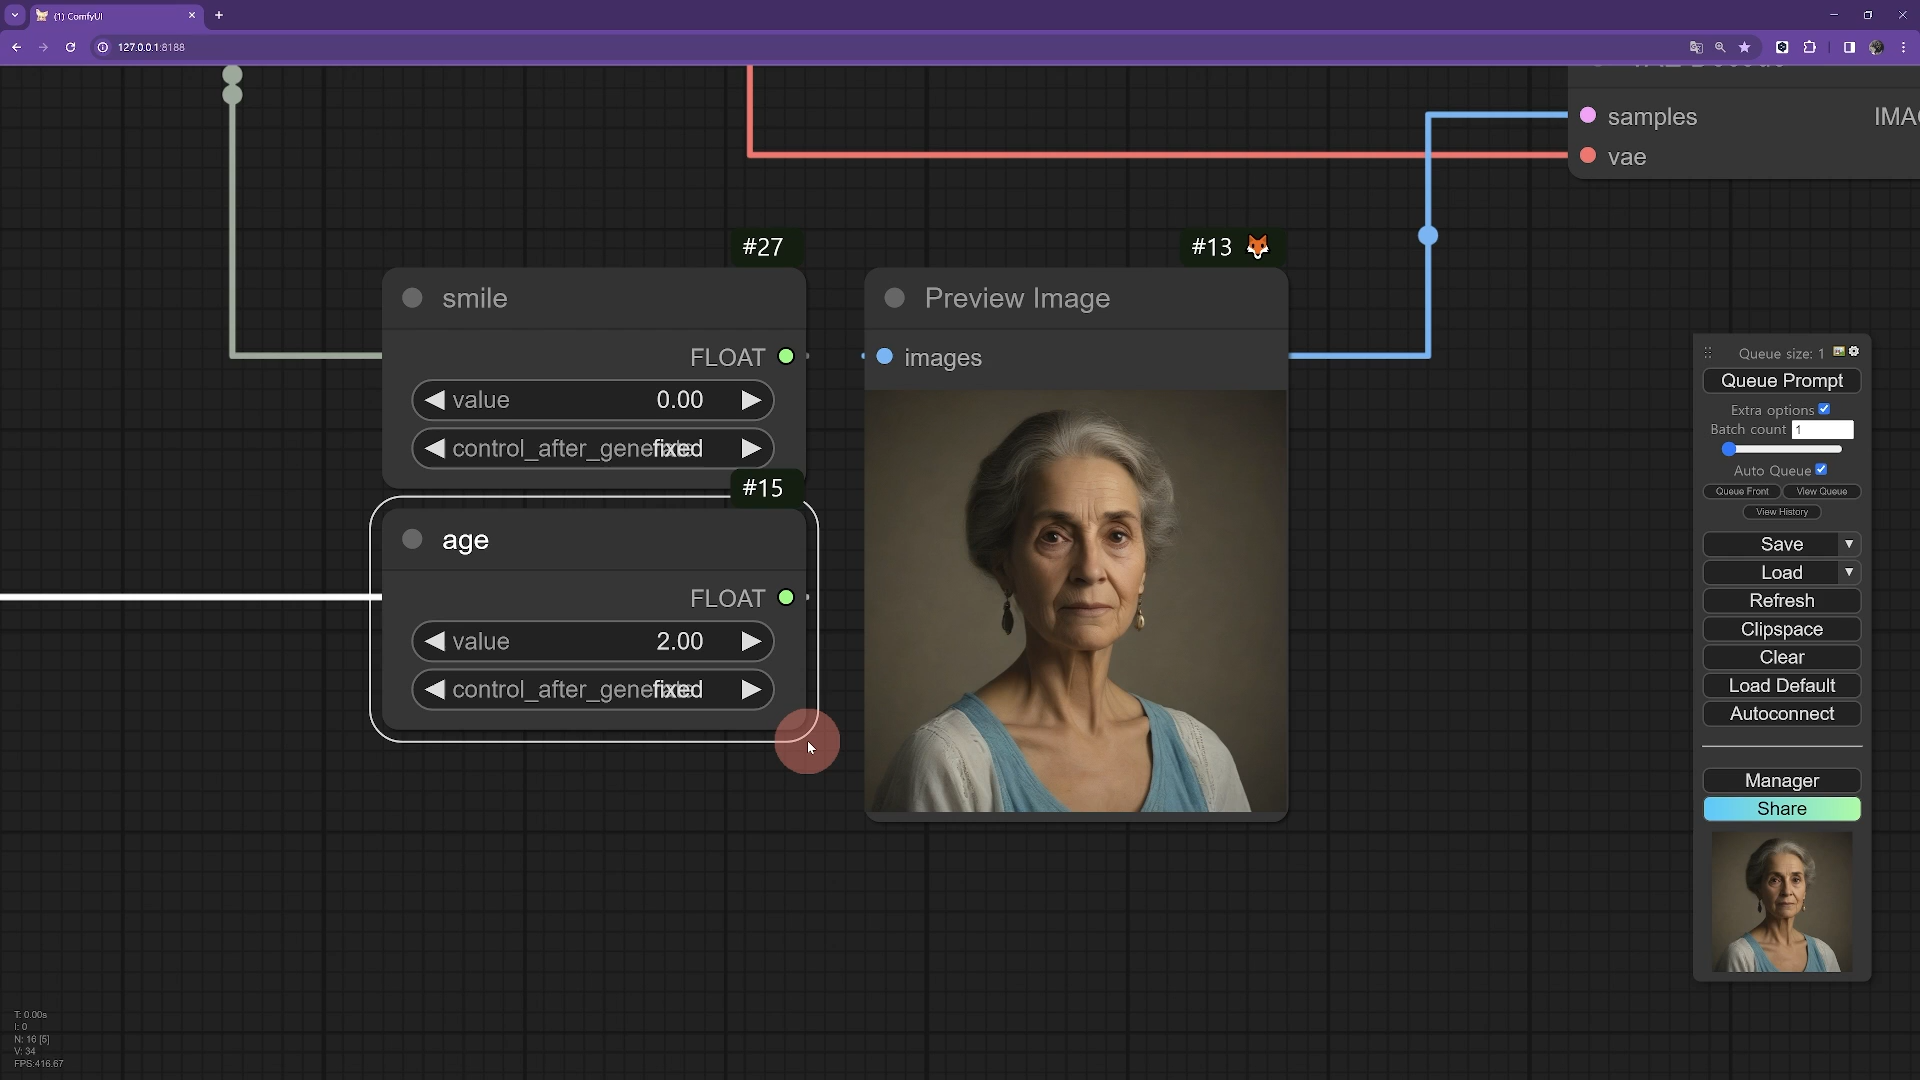 (1) ComfyUI
127.0.0.1:8188
samples
IMA
vae
#27
#13
smile
Preview Image
FLOAT
images
value 0.00
control_after_gene fixed
#15
age
FLOAT
value 2.00
control_after_gene fixed
Queue size: 1
Queue Prompt
Extra options
Batch count 1
Auto Queue
Queue Front View Queue
View History
Save
Load
Refresh
Clipspace
Clear
Load Default
Autoconnect
Manager
Share
T: 0.00s
I: 0
N: 16 [5]
V: 34
FPS:416.67